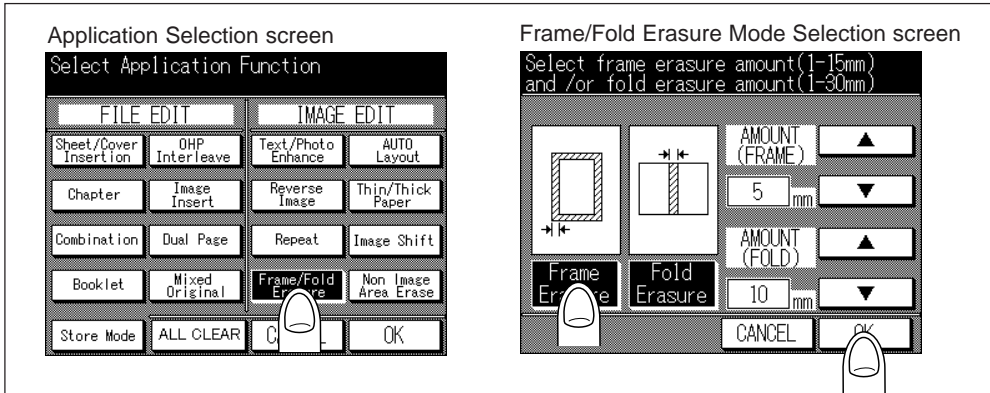 Application Selection screen
Select Application Function
FILE EDIT
IMAGE EDIT
Sheet/Cover
Insertion
OHP
Interleave
Text/Photo
Enhance
AUTO
Layout
Chapter
Image
Insert
Reverse
Image
Thin/Thick
Paper
Combination
Dual Page
Repeat
Image Shift
Booklet
Mixed
Original
Frame/Fold
Non Image
Area Erase
Store Mode
ALL CLEAR
OK
Frame/Fold Erasure Mode Selection screen
Select frame erasure amount(1-15mm)
and /or fold erasure amount(1-30mm)
AMOUNT
(FRAME)
5 mm
AMOUNT
(FOLD)
10 mm
Frame
Fold
Erasure
CANCEL
OK